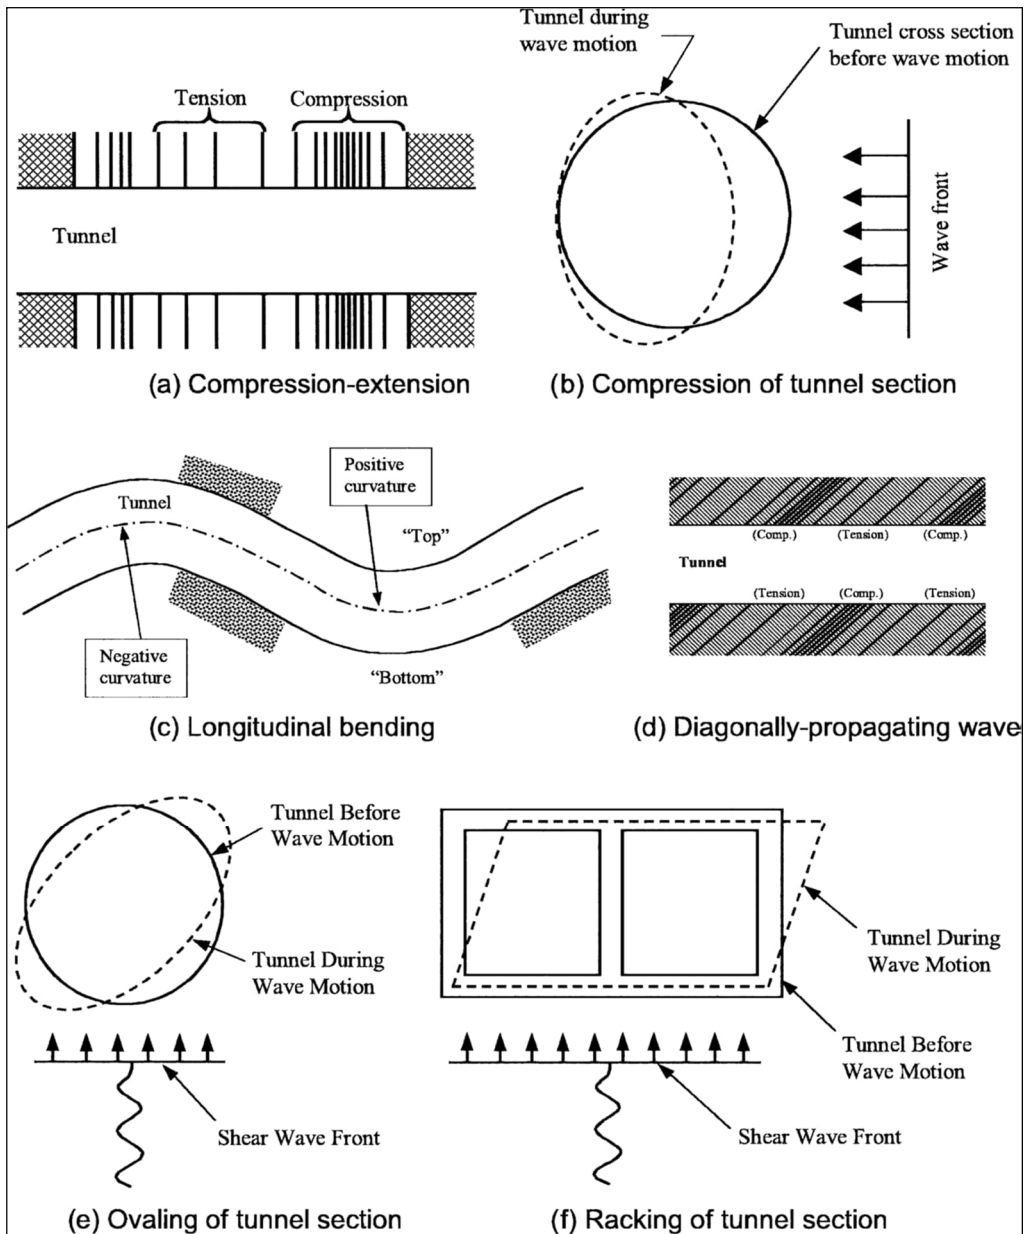 Tension
Compression
Tunnel
(a) Compression-extension
Tunnel during
wave motion
Tunnel cross section
before wave motion
Wave front
(b) Compression of tunnel section
Tunnel
Positive
curvature
"Top"
Negative
curvature
"Bottom"
(c) Longitudinal bending
(Comp.) (Tension) (Comp.)
Tunnel
(Tension) (Comp.) (Tension)
(d) Diagonally-propagating wave
Tunnel Before
Wave Motion
Tunnel During
Wave Motion
Shear Wave Front
(e) Ovaling of tunnel section
Tunnel During
Wave Motion
Tunnel Before
Wave Motion
Shear Wave Front
(f) Racking of tunnel section